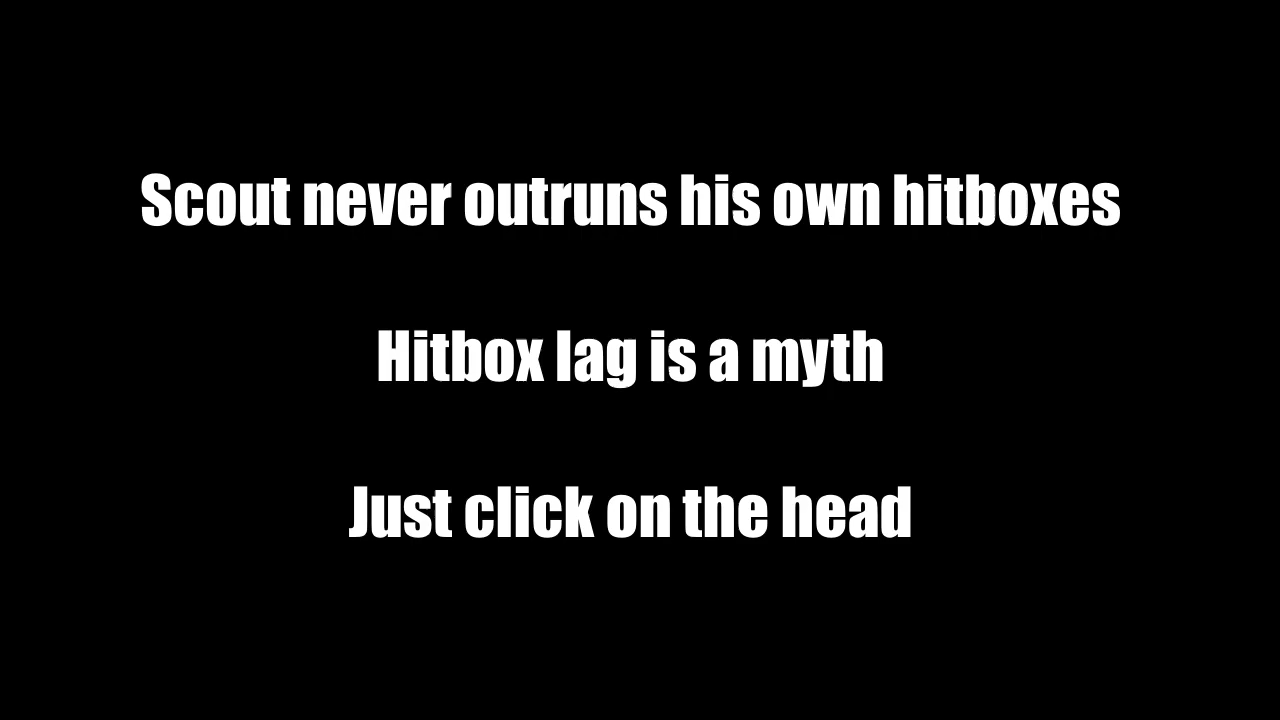 Scout never outruns his own hitboxes
Hitbox lag is a myth
Just click on the head